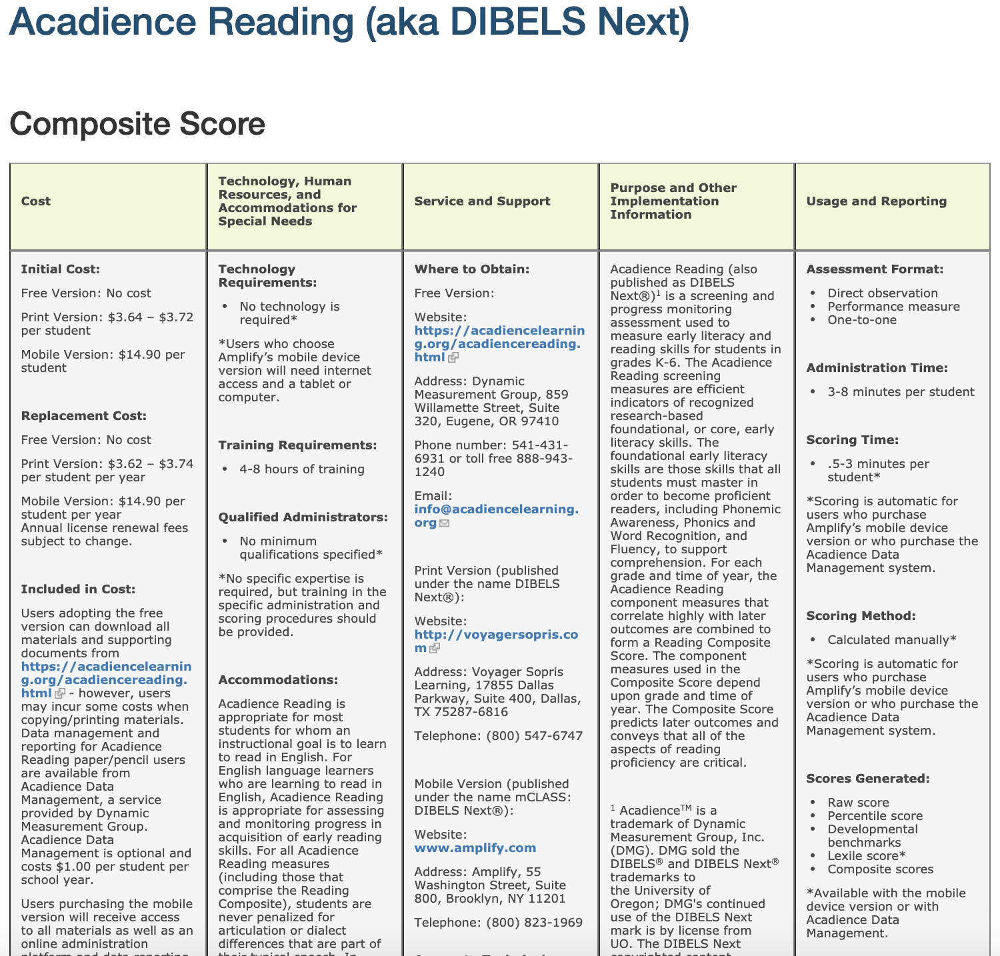 Acadience Reading (aka DIBELS Next)
Composite Score
Cost
Technology, Human
Resources, and
Accommodations for
Special Needs
Service and Support
Purpose and Other
Implementation
Information
Usage and Reporting
Initial Cost:
Free Version: No cost
Print Version: $3.64 – $3.72
per student
Mobile Version: $14.90 per
student
Replacement Cost:
Free Version: No cost
Print Version: $3.62 – $3.74
per student per year
Mobile Version: $14.90 per
student per year
Annual license renewal fees
subject to change.
Included in Cost:
Users adopting the free
version can download all
materials and supporting
documents from
https://acadiencelearnin
g.org/acadiencereading.
html - however, users
may incur some costs when
copying/printing materials.
Data management and
reporting for Acadience
Reading paper/pencil users
are available from
Acadience Data
Management, a service
provided by Dynamic
Measurement Group.
Acadience Data
Management is optional and
costs $1.00 per student per
school year.
Users purchasing the mobile
version will receive access
to all materials as well as an
online administration
platform and data reporting
Technology
Requirements:
• No technology is
required*
*Users who choose
Amplify’s mobile device
version will need internet
access and a tablet or
computer.
Training Requirements:
• 4-8 hours of training
Qualified Administrators:
• No minimum
qualifications specified*
*No specific expertise is
required, but training in the
specific administration and
scoring procedures should
be provided.
Accommodations:
Acadience Reading is
appropriate for most
students for whom an
instructional goal is to learn
to read in English. For
English language learners
who are learning to read in
English, Acadience Reading
is appropriate for assessing
and monitoring progress in
acquisition of early reading
skills. For all Acadience
Reading measures
(including those that
comprise the Reading
Composite), students are
never penalized for
articulation or dialect
differences that are part of
their typical speech. In
Where to Obtain:
Free Version:
Website:
https://acadiencelearnin
g.org/acadiencereading.
html
Address: Dynamic
Measurement Group, 859
Willamette Street, Suite
320, Eugene, OR 97410
Phone number: 541-431-
6931 or toll free 888-943-
1240
Email:
info@acadiencelearning.
org
Print Version (published
under the name DIBELS
Next®):
Website:
http://voyagersopris.co
m
Address: Voyager Sopris
Learning, 17855 Dallas
Parkway, Suite 400, Dallas,
TX 75287-6816
Telephone: (800) 547-6747
Mobile Version (published
under the name mCLASS:
DIBELS Next®):
Website:
www.amplify.com
Address: Amplify, 55
Washington Street, Suite
800, Brooklyn, NY 11201
Telephone: (800) 823-1969
Acadience Reading (also
published as DIBELS
Next®)¹ is a screening and
progress monitoring
assessment used to
measure early literacy and
reading skills for students in
grades K-6. The Acadience
Reading screening
measures are efficient
indicators of recognized
research-based
foundational, or core, early
literacy skills. The
foundational early literacy
skills are those skills that all
students must master in
order to become proficient
readers, including Phonemic
Awareness, Phonics and
Word Recognition, and
Fluency, to support
comprehension. For each
grade and time of year, the
Acadience Reading
component measures that
correlate highly with later
outcomes are combined to
form a Reading Composite
Score. The component
measures used in the
Composite Score depend
upon grade and time of
year. The Composite Score
predicts later outcomes and
conveys that all of the
aspects of reading
proficiency are critical.
¹ Acadience™ is a
trademark of Dynamic
Measurement Group, Inc.
(DMG). DMG sold the
DIBELS® and DIBELS Next®
trademarks to
the University of
Oregon; DMG's continued
use of the DIBELS Next
mark is by license from
UO. The DIBELS Next
copyrighted content
Assessment Format:
• Direct observation
• Performance measure
• One-to-one
Administration Time:
• 3-8 minutes per student
Scoring Time:
• .5-3 minutes per
student*
*Scoring is automatic for
users who purchase
Amplify’s mobile device
version or who purchase the
Acadience Data
Management system.
Scoring Method:
• Calculated manually*
*Scoring is automatic for
users who purchase
Amplify’s mobile device
version or who purchase the
Acadience Data
Management system.
Scores Generated:
• Raw score
• Percentile score
• Developmental
benchmarks
• Lexile score*
• Composite scores
*Available with the mobile
device version or with
Acadience Data
Management.